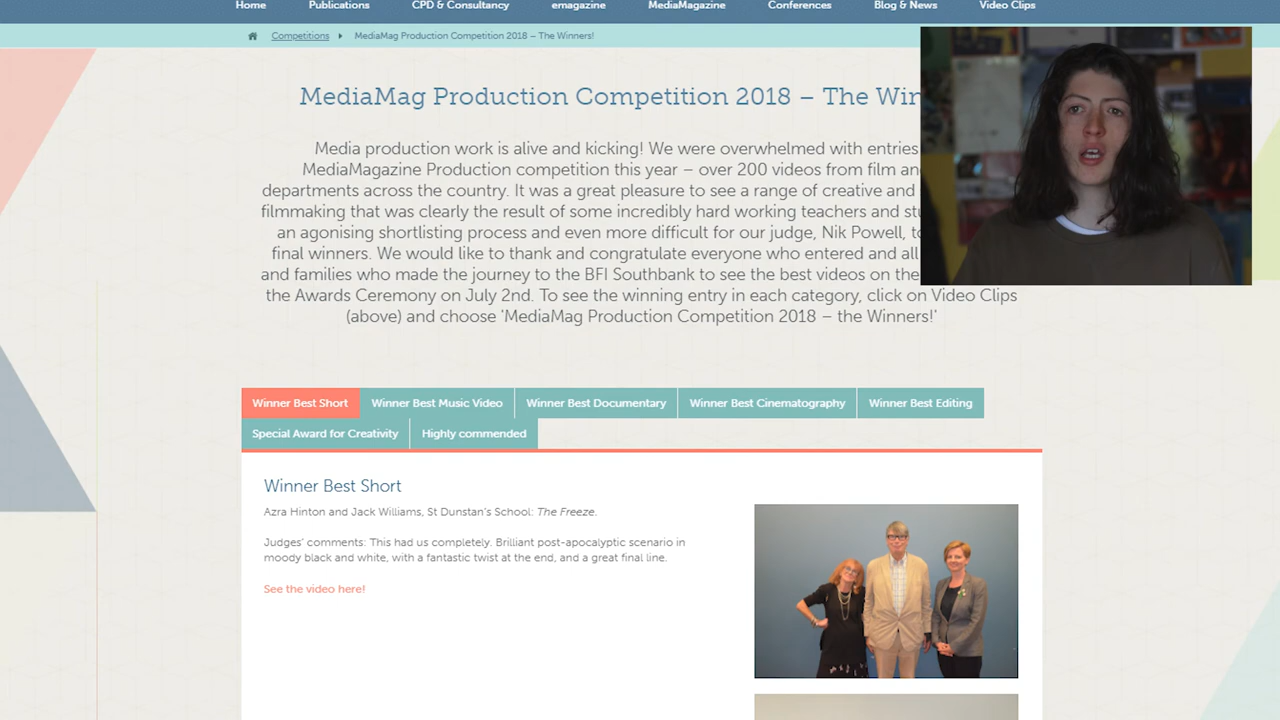 Home Publications CPD & Consultancy emagazine MediaMagazine Conferences Blog & News Video Clips
Competitions MediaMag Production Competition 2018 – The Winners!
MediaMag Production Competition 2018 – The Win
Media production work is alive and kicking! We were overwhelmed with entries
MediaMagazine Production competition this year – over 200 videos from film an
departments across the country. It was a great pleasure to see a range of creative and
filmmaking that was clearly the result of some incredibly hard working teachers and stu
an agonising shortlisting process and even more difficult for our judge, Nik Powell, to
final winners. We would like to thank and congratulate everyone who entered and all
and families who made the journey to the BFI Southbank to see the best videos on the
the Awards Ceremony on July 2nd. To see the winning entry in each category, click on Video Clips
(above) and choose 'MediaMag Production Competition 2018 – the Winners!'
Winner Best Short Winner Best Music Video Winner Best Documentary Winner Best Cinematography Winner Best Editing
Special Award for Creativity Highly commended
Winner Best Short
Azra Hinton and Jack Williams, St Dunstan's School: The Freeze.
Judges' comments: This had us completely. Brilliant post-apocalyptic scenario in
moody black and white, with a fantastic twist at the end, and a great final line.
See the video here!